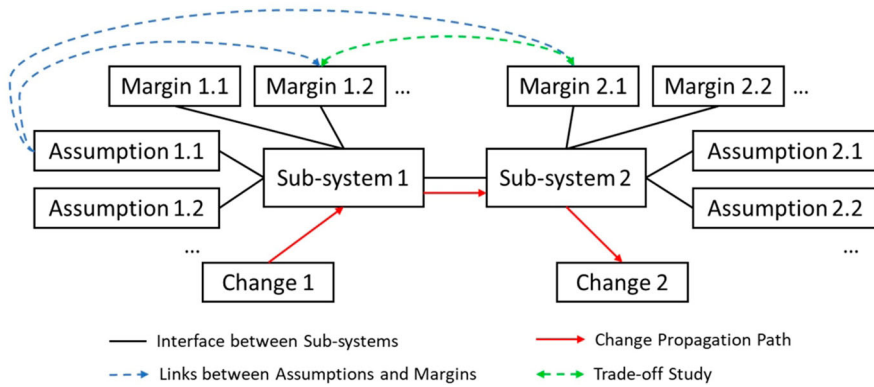 Margin 1.1 Margin 1.2 ... Margin 2.1 Margin 2.2 ...
Assumption 1.1 Sub-system 1 Sub-system 2 Assumption 2.1
Assumption 1.2 Assumption 2.2
... ...
Change 1 Change 2
Interface between Sub-systems Change Propagation Path
Links between Assumptions and Margins Trade-off Study